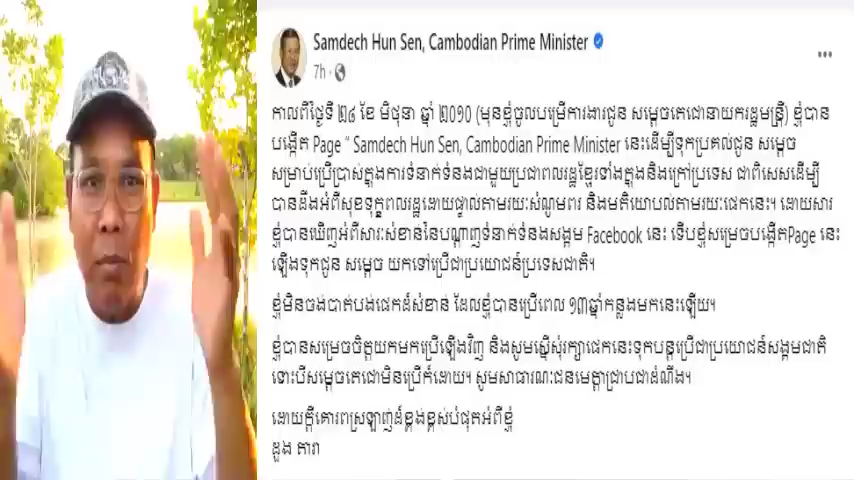 Samdech Hun Sen, Cambodian Prime Minister
7h
កាលពីថ្ងៃទី ២៤ ខែ មិថុនា ឆ្នាំ ២០១០ (មុនខ្ញុំចូលបម្រើការងារជូន សម្តេចតេជោនាយករដ្ឋមន្ត្រី) ខ្ញុំបាន
បង្កើត Page “ Samdech Hun Sen, Cambodian Prime Minister នេះដើម្បីទុកប្រគល់ជូន សម្តេច
សម្រាប់ប្រើប្រាស់ក្នុងការទំនាក់ទំនងជាមួយប្រជាពលរដ្ឋខ្មែរទាំងក្នុងនិងក្រៅប្រទេស ជាពិសេសដើម្បី
បានដឹងអំពីសុខទុក្ខពលរដ្ឋដោយផ្ទាល់តាមរយៈសំណូមពរ និងមតិយោបល់តាមរយៈផេកនេះ។ ដោយសារ
ខ្ញុំបានឃើញអំពីសារៈសំខាន់នៃបណ្តាញទំនាក់ទំនងសង្គម Facebook នេះ ទើបខ្ញុំសម្រេចបង្កើតPage នេះ
ឡើងទុកជូន សម្តេច យកទៅប្រើជាប្រយោជន៍ប្រទេសជាតិ។
ខ្ញុំមិនចង់បាត់បង់ផេកដ៏សំខាន់ ដែលខ្ញុំបានប្រើពេល ១៣ឆ្នាំកន្លងមកនេះឡើយ។
ខ្ញុំបានសម្រេចចិត្តយកមកប្រើឡើងវិញ និងសូមស្នើសុំរក្សាផេកនេះទុកបន្តប្រើជាប្រយោជន៍សង្គមជាតិ
ទោះបីសម្តេចតេជោមិនប្រើក៏ដោយ។ សូមសាធារណៈជនមេត្តាជ្រាបជាដំណឹង។
ដោយក្តីគោរពស្រឡាញ់ដ៏ខ្ពង់ខ្ពស់បំផុតអំពីខ្ញុំ
ដួង តារា